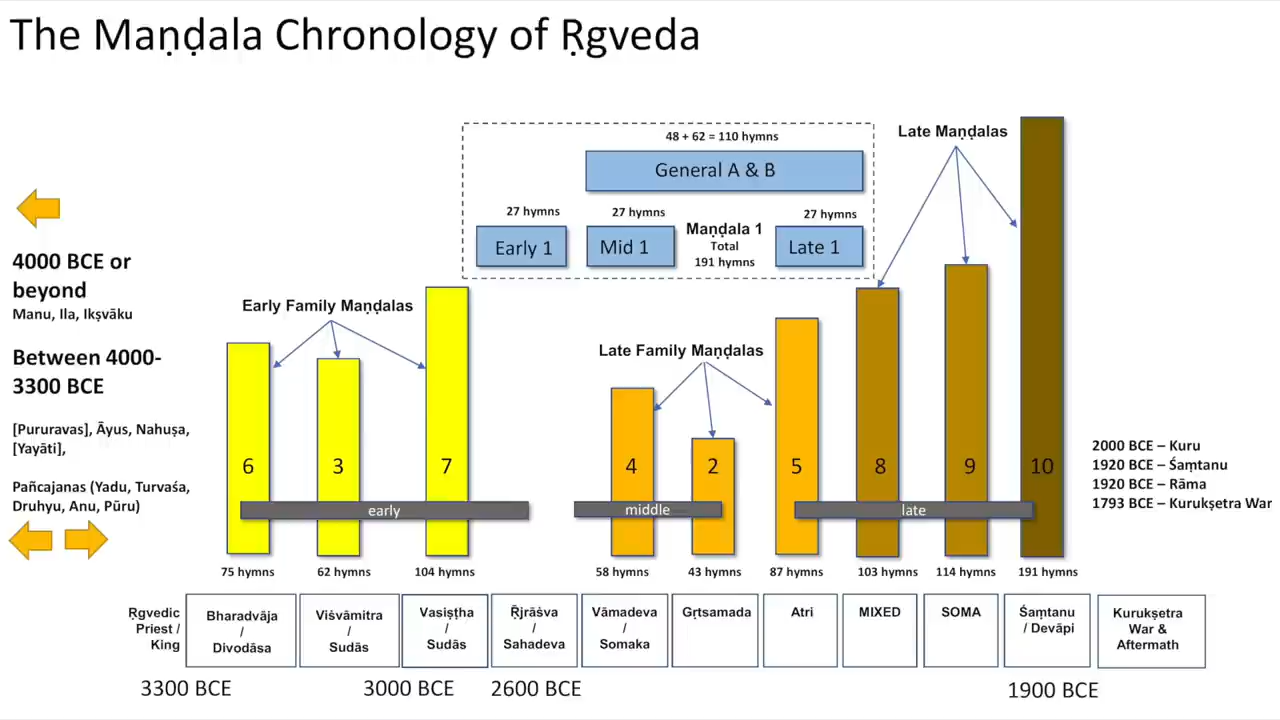 The Maṇḍala Chronology of Ṛgveda
48 + 62 = 110 hymns
General A & B
27 hymns
27 hymns
27 hymns
Early 1
Mid 1
Maṇḍala 1
Total
191 hymns
Late 1
Late Maṇḍalas
4000 BCE or
beyond
Manu, Ila, Ikṣvāku
Between 4000-
3300 BCE
[Pururavas], Āyus, Nahuṣa,
[Yayāti],
Pañcajanas (Yadu, Turvaśa,
Druhyu, Anu, Pūru)
Early Family Maṇḍalas
Late Family Maṇḍalas
6
3
7
4
2
5
8
9
10
early
middle
late
75 hymns
62 hymns
104 hymns
58 hymns
43 hymns
87 hymns
103 hymns
114 hymns
191 hymns
2000 BCE – Kuru
1920 BCE – Śaṃtanu
1920 BCE – Rāma
1793 BCE – Kurukṣetra War
Ṛgvedic
Priest /
King
Bharadvāja
/
Divodāsa
Viśvāmitra
/
Sudās
Vasiṣṭha
/
Sudās
Ṛjrāśva
/
Sahadeva
Vāmadeva
/
Somaka
Gṛtsamada
Atri
MIXED
SOMA
Śaṃtanu
/ Devāpi
Kurukṣetra
War &
Aftermath
3300 BCE
3000 BCE
2600 BCE
1900 BCE